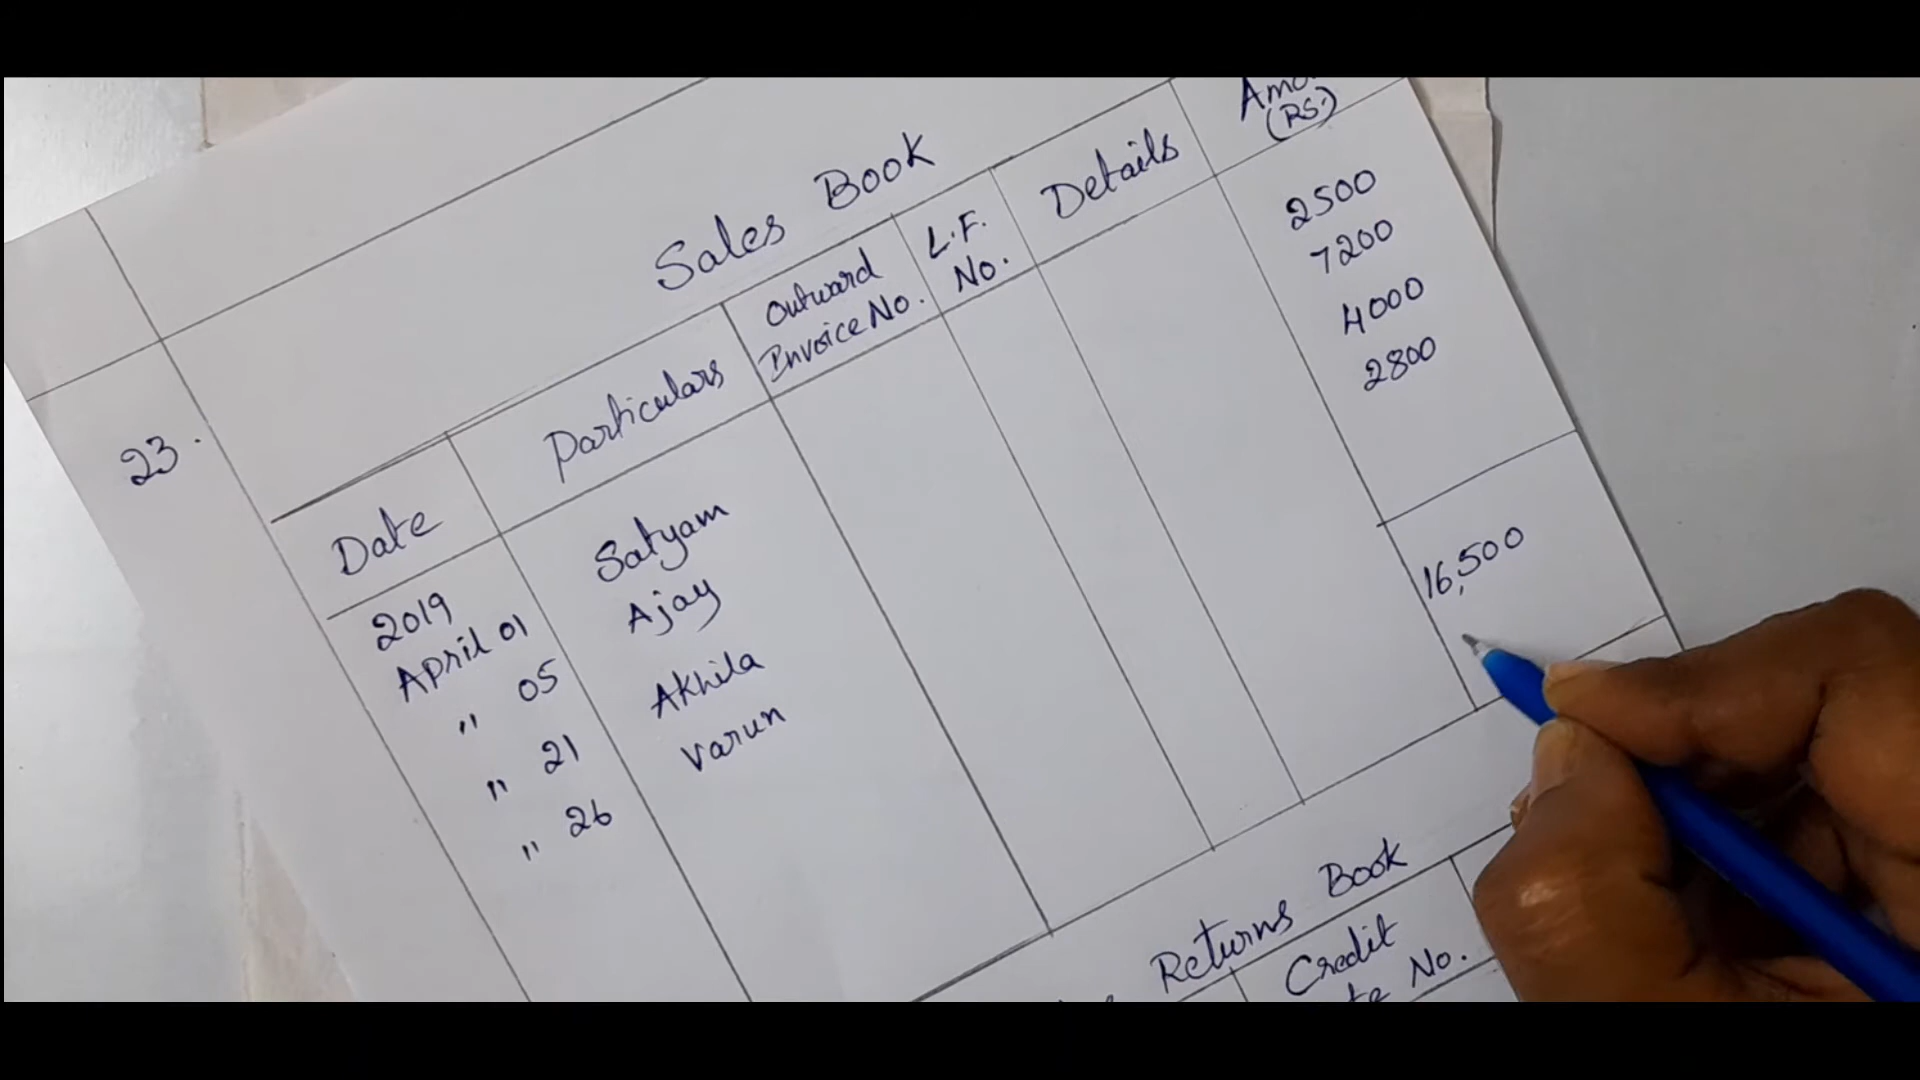 Sales Book
23.
Date Particulars Outward Invoice No. L.F. No. Details (RS.)
2019
April 01 Satyam 2500
" 05 Ajay 7200
" 21 Akhila 4000
" 26 Varun 2800
16,500
Returns Book
Credit
No.